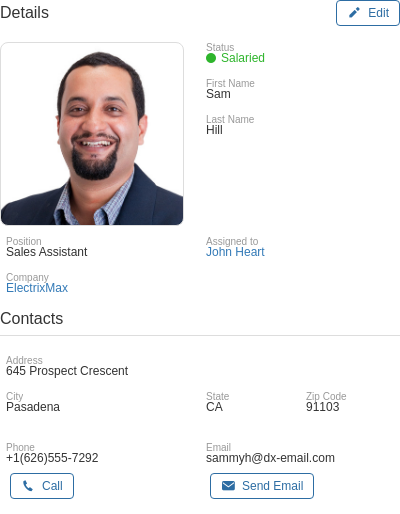 Details
Edit
Status
Salaried
First Name
Sam
Last Name
Hill
Position
Sales Assistant
Assigned to
John Heart
Company
ElectrixMax
Contacts
Address
645 Prospect Crescent
City
Pasadena
State
CA
Zip Code
91103
Phone
+1(626)555-7292
Call
Email
sammyh@dx-email.com
Send Email